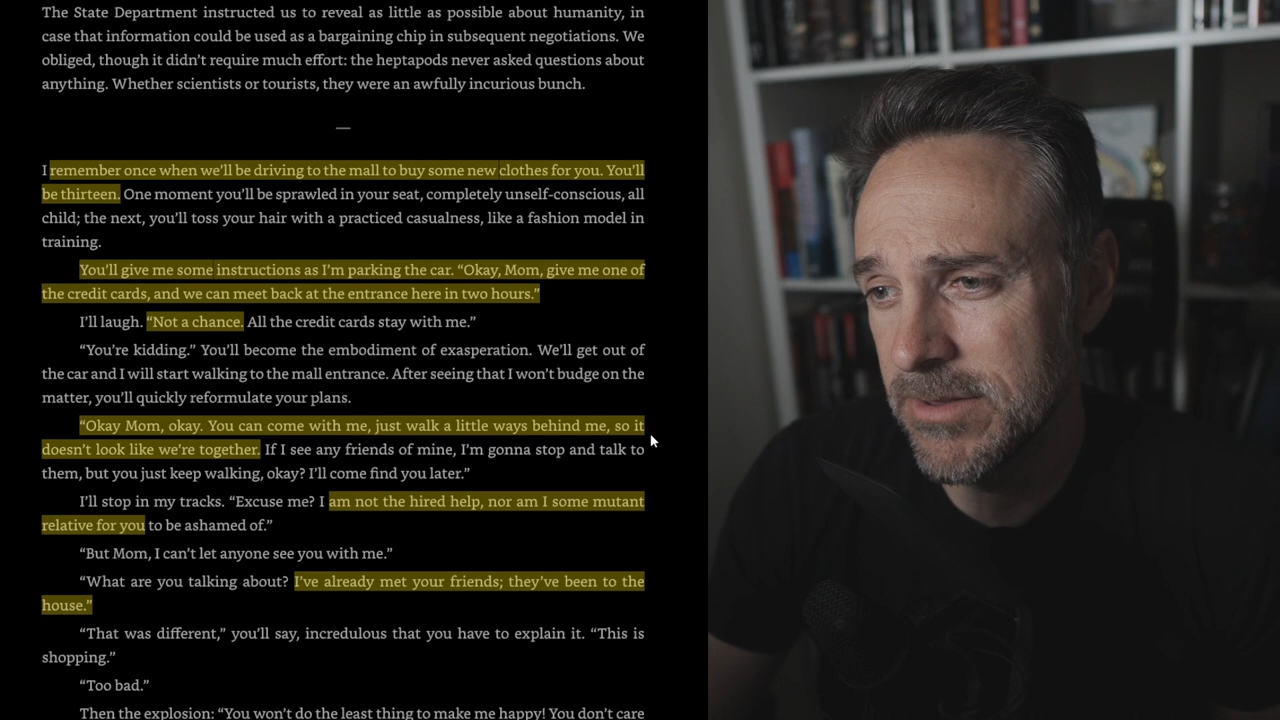 The State Department instructed us to reveal as little as possible about humanity, in
case that information could be used as a bargaining chip in subsequent negotiations. We
obliged, though it didn’t require much effort: the heptapods never asked questions about
anything. Whether scientists or tourists, they were an awfully incurious bunch.
—
I remember once when we’ll be driving to the mall to buy some new clothes for you. You’ll
be thirteen. One moment you’ll be sprawled in your seat, completely unself-conscious, all
child; the next, you’ll toss your hair with a practiced casualness, like a fashion model in
training.
You’ll give me some instructions as I’m parking the car. “Okay, Mom, give me one of
the credit cards, and we can meet back at the entrance here in two hours.”
I’ll laugh. “Not a chance. All the credit cards stay with me.”
“You’re kidding.” You’ll become the embodiment of exasperation. We’ll get out of
the car and I will start walking to the mall entrance. After seeing that I won’t budge on the
matter, you’ll quickly reformulate your plans.
“Okay Mom, okay. You can come with me, just walk a little ways behind me, so it
doesn’t look like we’re together. If I see any friends of mine, I’m gonna stop and talk to
them, but you just keep walking, okay? I’ll come find you later.”
I’ll stop in my tracks. “Excuse me? I am not the hired help, nor am I some mutant
relative for you to be ashamed of.”
“But Mom, I can’t let anyone see you with me.”
“What are you talking about? I’ve already met your friends; they’ve been to the
house.”
“That was different,” you’ll say, incredulous that you have to explain it. “This is
shopping.”
“Too bad.”
Then the explosion: “You won’t do the least thing to make me happy! You don’t care